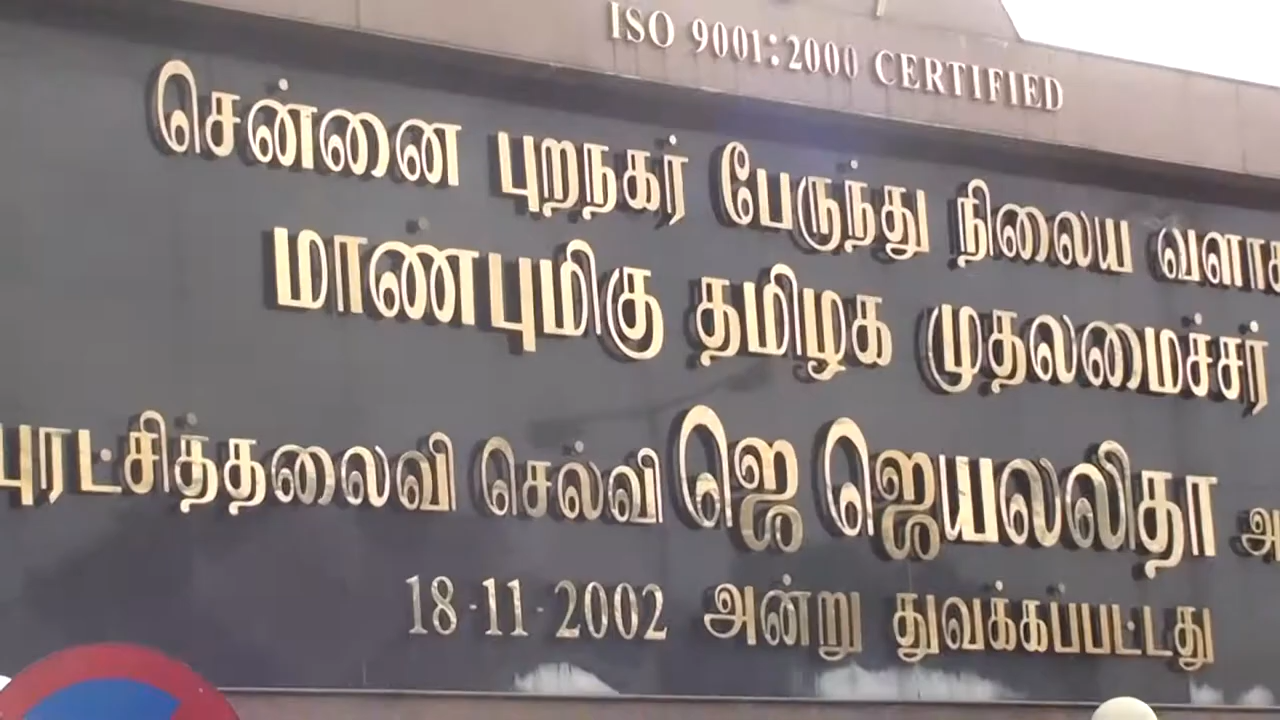 ISO 9001:2000 CERTIFIED
சென்னை புறநகர் பேருந்து நிலைய
மாண்புமிகு தமிழக முதலமைச்சர்
புரட்சித்தலைவி செல்வி ஜெ ஜெயலலிதா
18-11-2002 அன்று துவக்கப்பட்டது